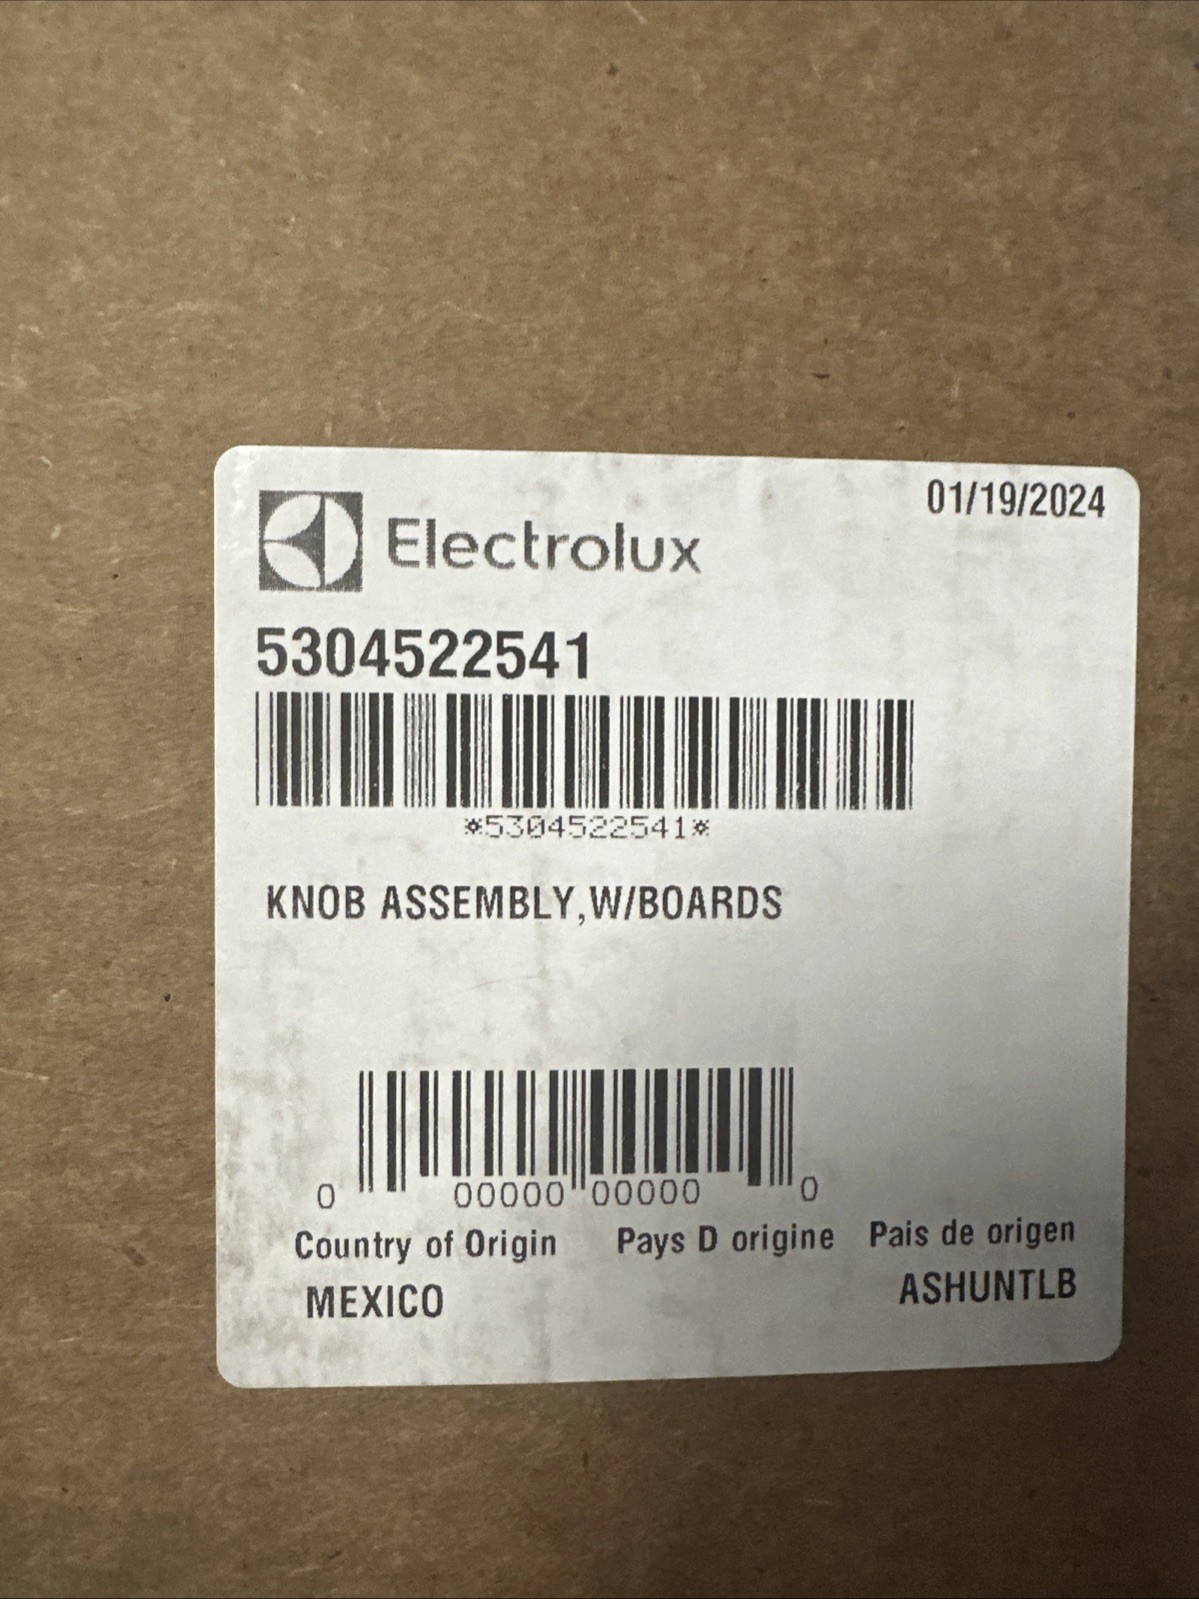 01/19/2024
Electrolux
5304522541
*5304522541*
KNOB ASSEMBLY,W/BOARDS
0 00000 00000 0
Country of Origin Pays D origine Pais de origen
MEXICO ASHUNTLB